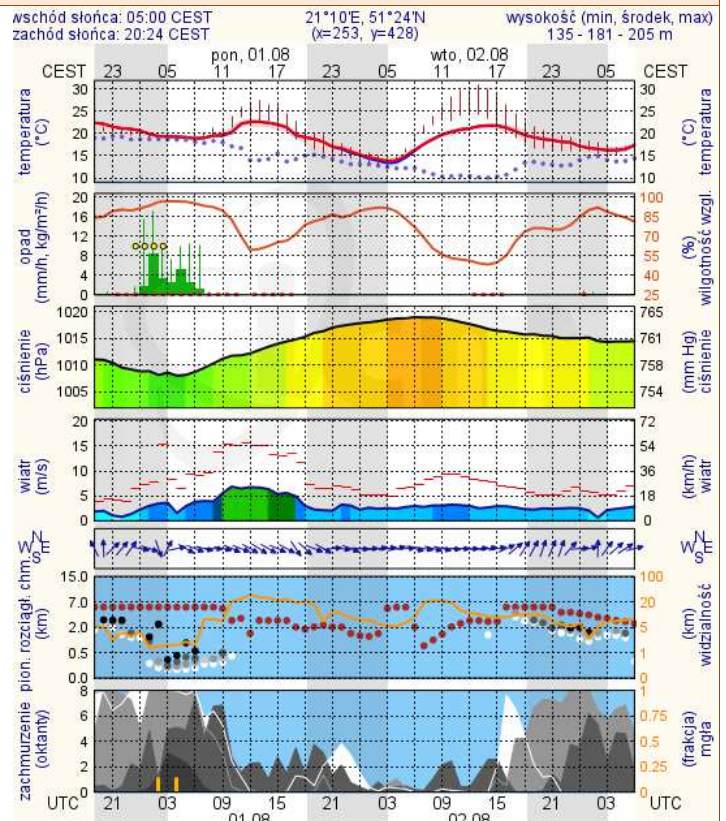 wschód słońca: 05:00 CEST 21°10'E, 51°24'N wysokość (min, środek, max)
zachód słońca: 20:24 CEST (x=253, y=428) 135 - 181 - 205 m
pon, 01.08 wto, 02.08
CEST 23 05 11 17 23 05 11 17 23 05 CEST
temperatura (°C)
30 25 20 15 10
30 25 20 15 10
(°C) temperatura
opad (mm/h, kg/m²/h)
20 16 12 8 4 0
100 85 70 55 40 25
(%) wilgotność wzgl.
ciśnienie (hPa)
1020 1015 1010 1005
765 761 758 754
(mm Hg) ciśnienie
wiatr (m/s)
20 15 10 5 0
72 54 36 18 0
(km/h) wiatr
N W E S
N W E S
pion. rozciągł. chm. (km)
15.0 7.0 2.0 0.5 0.0
100 20 5 1 0
(km) widzialność
zachmurzenie (oktanty)
8 6 4 2 0
1 0.75 0.5 0.25 0
(frakcja) mgła
UTC 21 03 09 15 21 03 09 15 21 03 UTC
01.08 02.08